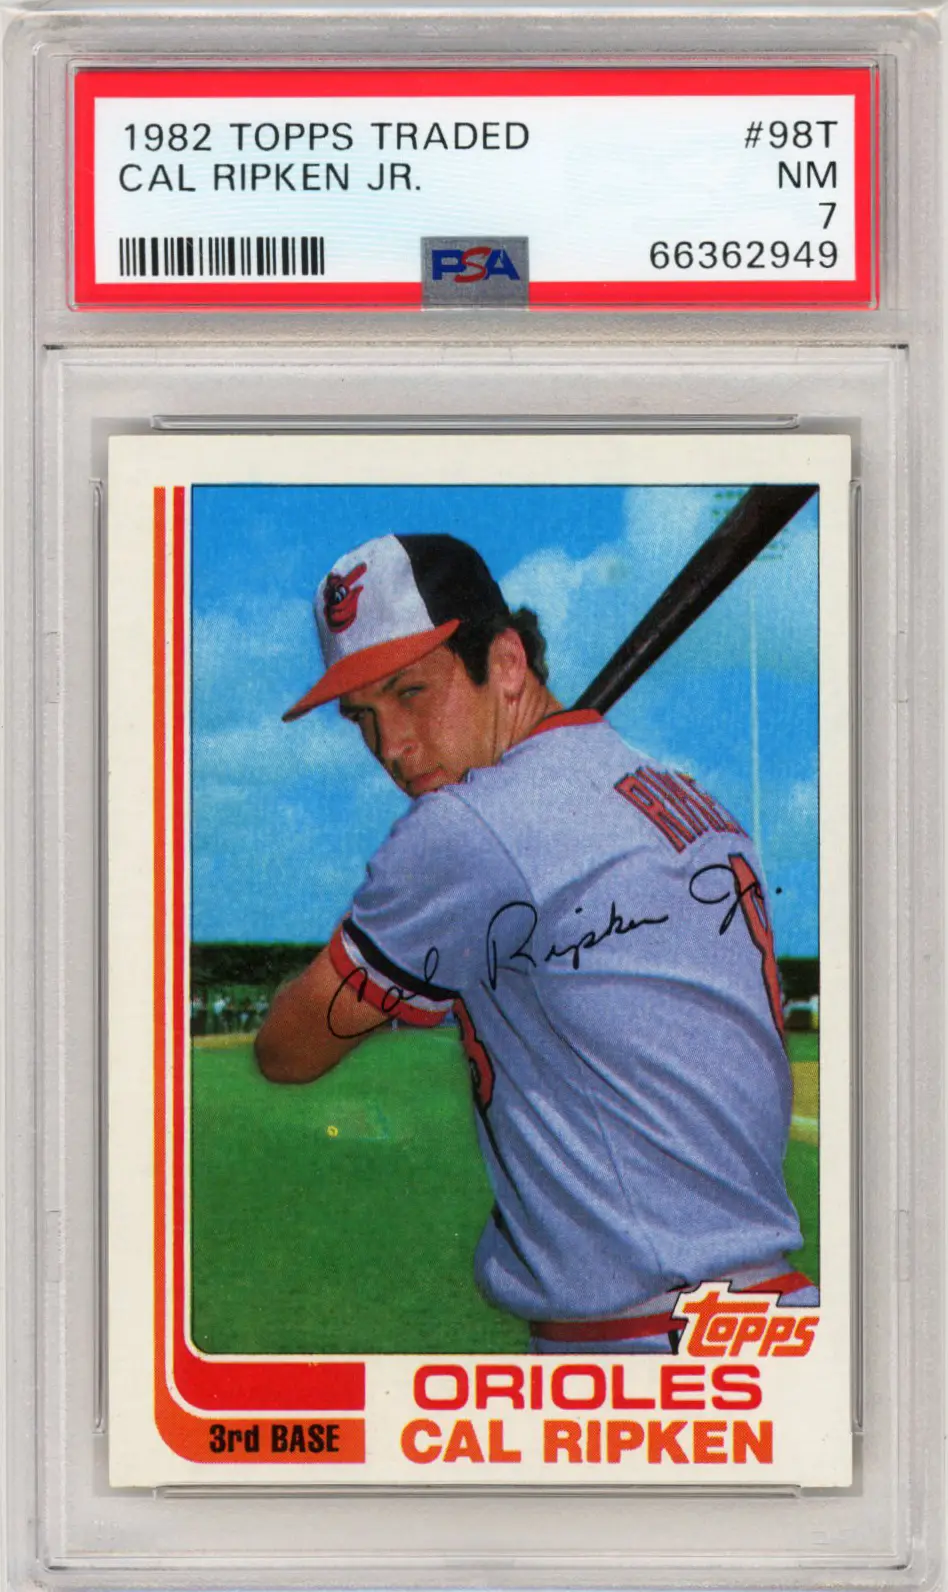 1982 TOPPS TRADED #98T
CAL RIPKEN JR. NM
7
66362949
PSA
Cal Ripken Jr.
topps
ORIOLES
3rd BASE CAL RIPKEN